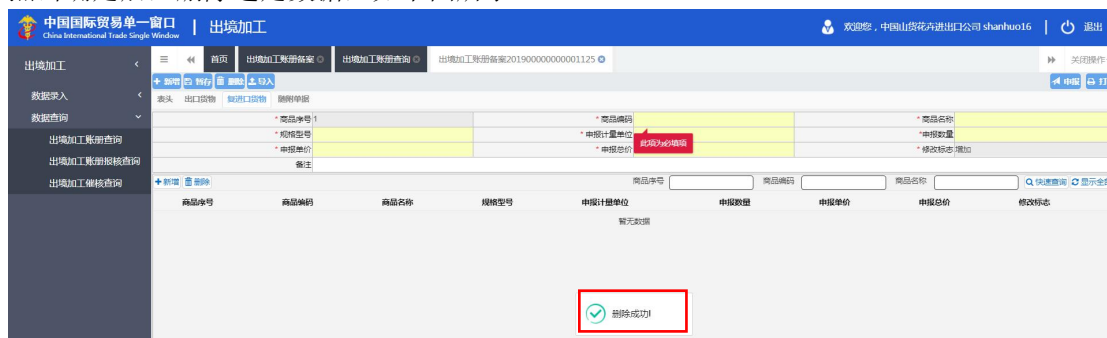 中国国际贸易单一窗口 | 出境加工
China International Trade Single Window
欢迎您，中国山货花卉进出口公司 shanhuo16 | 退出
出境加工
首页 出境加工账册备案 出境加工账册查询 出境加工账册备案201900000000001125 关闭操作
+ 新增 暂存 删除 导入 申报
数据录入
表头 出口货物 复进口货物 随附单据
数据查询
* 商品序号 1 * 商品编码 * 商品名称
出境加工账册查询
* 规格型号 * 申报计量单位 *申报数量
* 申报单价 * 申报总价 此项为必填项 * 修改标志 增加
出境加工账册报核查询
备注
出境加工催核查询
+ 新增 删除 商品序号 商品编码 商品名称 快速查询 显示全
商品序号 商品编码 商品名称 规格型号 申报计量单位 申报数量 申报单价 申报总价 修改标志
暂无数据
删除成功!